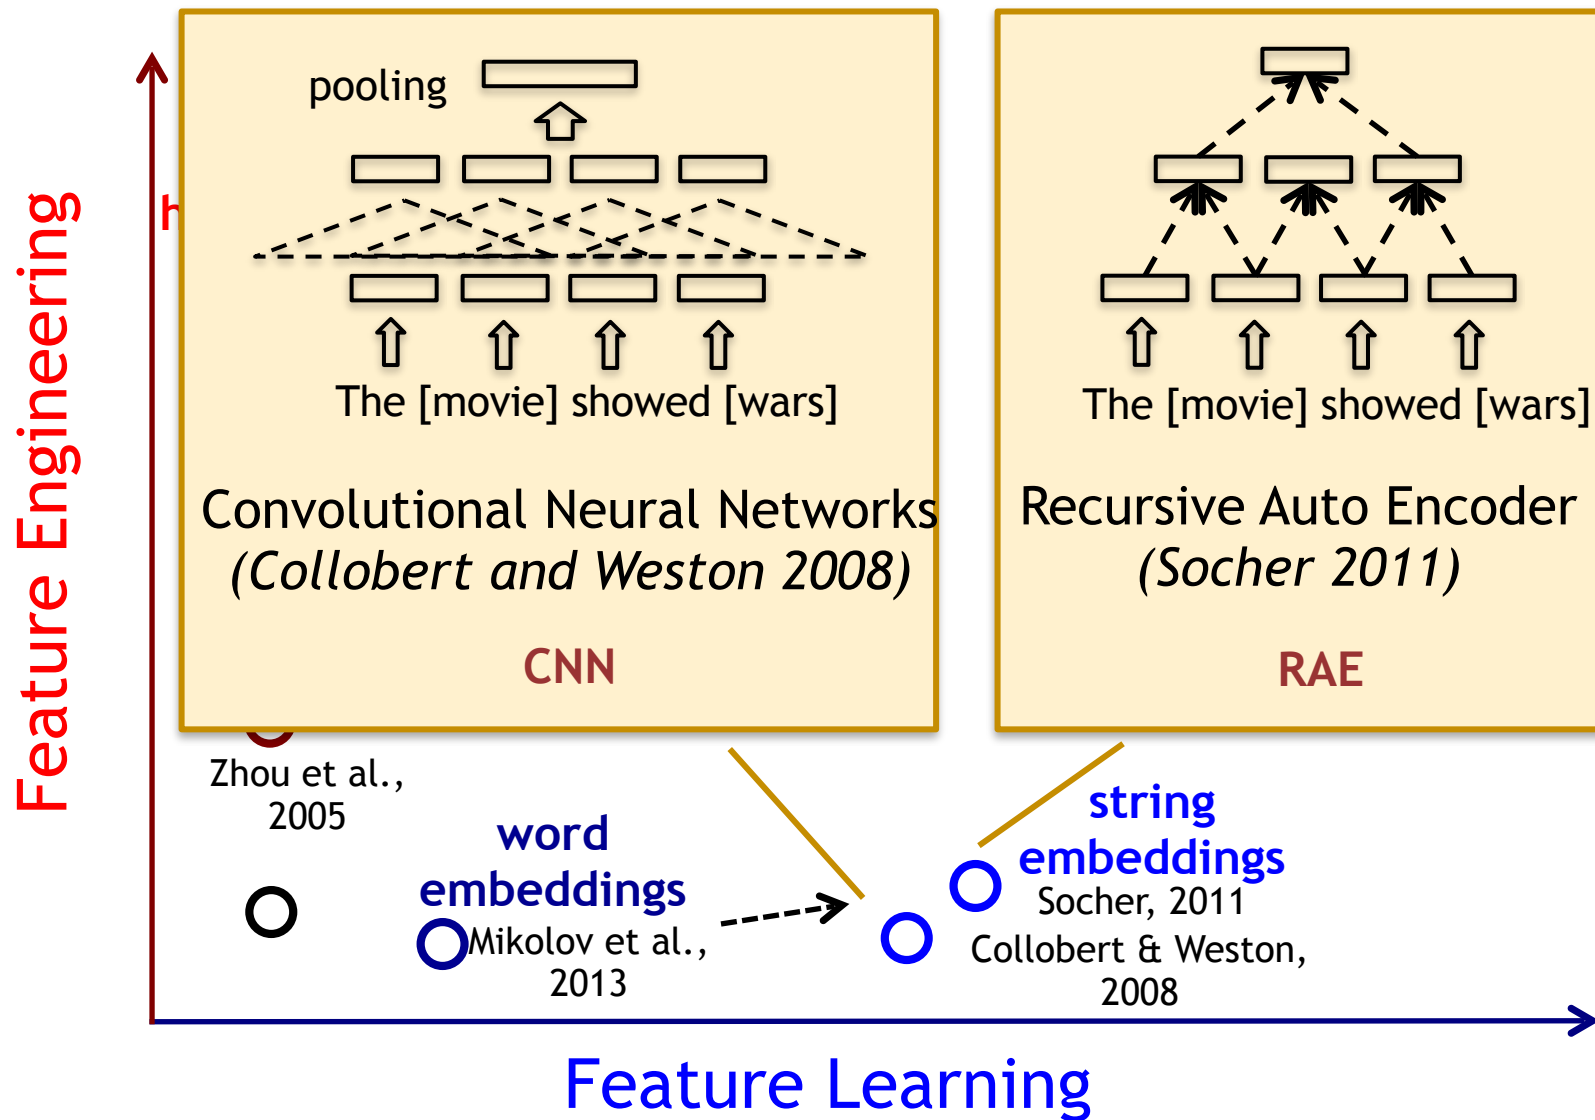 Feature Engineering
h
pooling
The [movie] showed [wars]
Convolutional Neural Networks
(Collobert and Weston 2008)
CNN
The [movie] showed [wars]
Recursive Auto Encoder
(Socher 2011)
RAE
Zhou et al.,
2005
word
embeddings
Mikolov et al.,
2013
string
embeddings
Socher, 2011
Collobert & Weston,
2008
Feature Learning